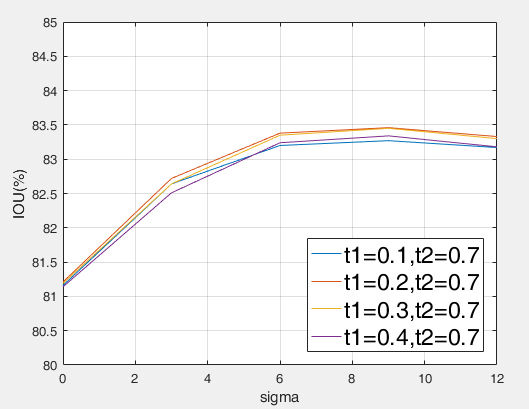 85
84.5
84
83.5
83
82.5
82
81.5
81
80.5
80
IOU(%)
t1=0.1,t2=0.7
t1=0.2,t2=0.7
t1=0.3,t2=0.7
t1=0.4,t2=0.7
0 2 4 6 8 10 12
sigma